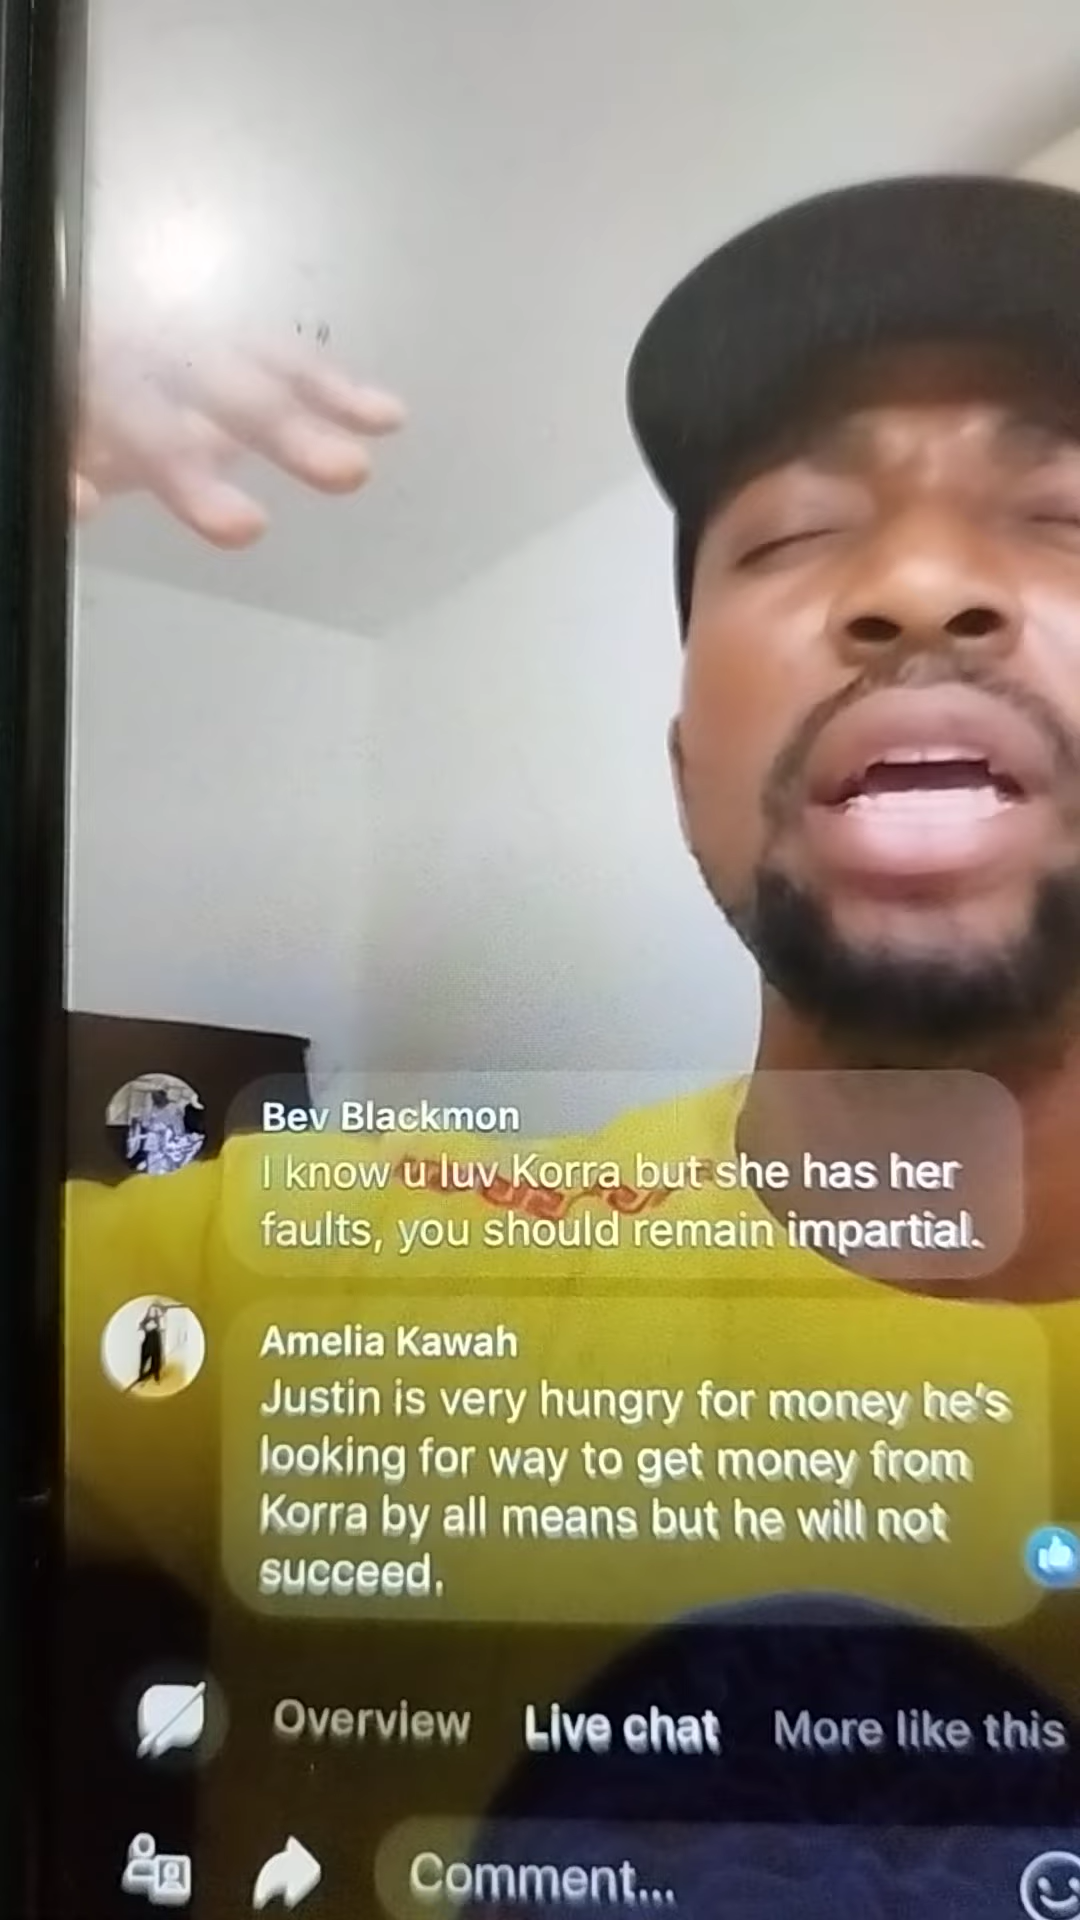 Bev Blackmon
I know u luv Korra but she has her
faults, you should remain impartial.
Amelia Kawah
Justin is very hungry for money he's
looking for way to get money from
Korra by all means but he will not
succeed.
Overview Live chat More like this
Comment...